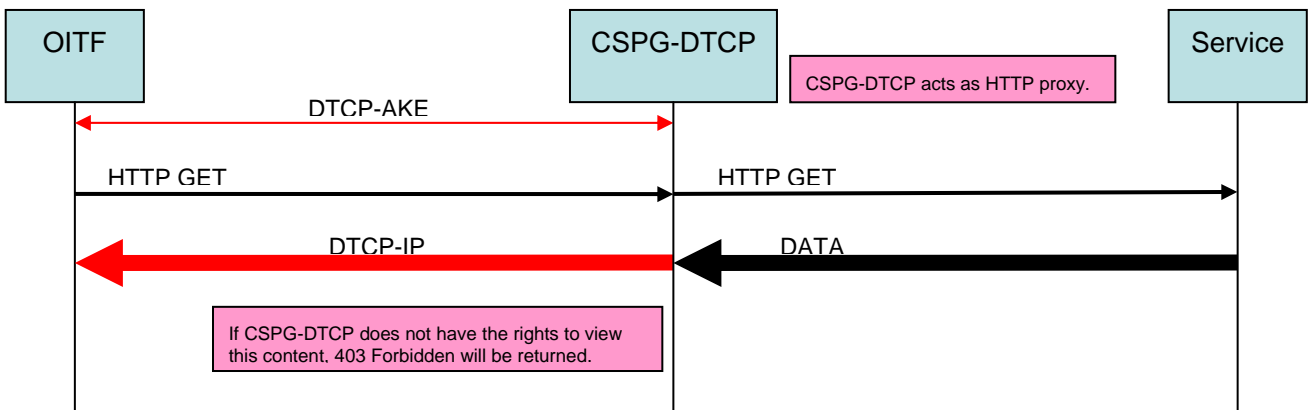 OITF
CSPG-DTCP
Service
CSPG-DTCP acts as HTTP proxy.
DTCP-AKE
HTTP GET
HTTP GET
DTCP-IP
DATA
If CSPG-DTCP does not have the rights to view
this content, 403 Forbidden will be returned.